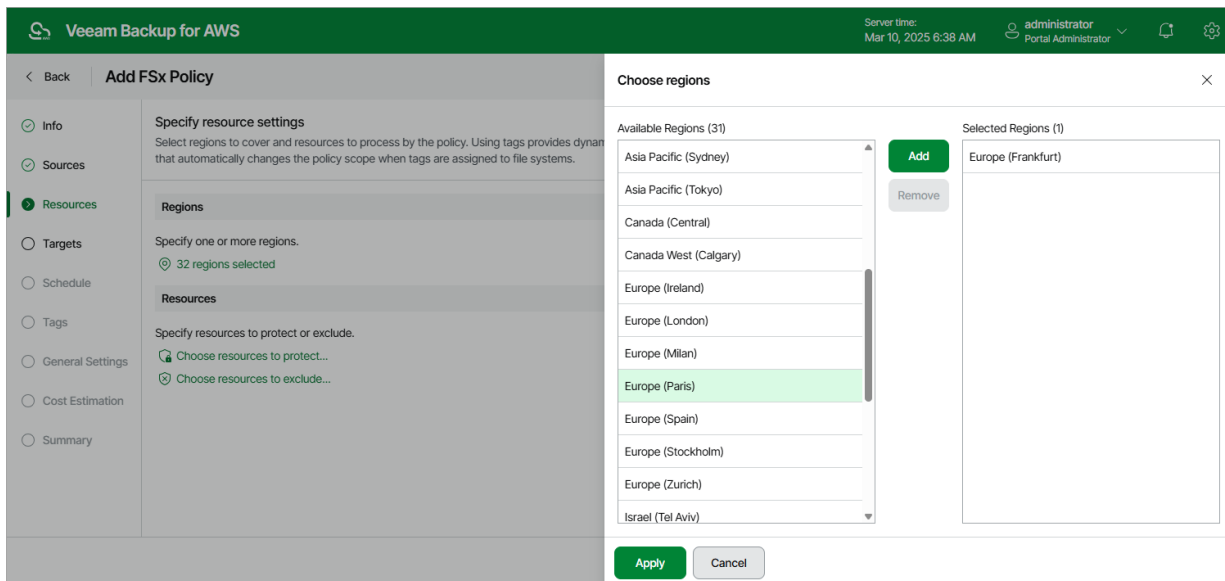 Veeam Backup for AWS
Server time:
Mar 10, 2025 6:38 AM
administrator
Portal Administrator
Back
Add FSx Policy
Info
Sources
Resources
Targets
Schedule
Tags
General Settings
Cost Estimation
Summary
Specify resource settings
Select regions to cover and resources to process by the policy. Using tags provides dynam
that automatically changes the policy scope when tags are assigned to file systems.
Regions
Specify one or more regions.
32 regions selected
Resources
Specify resources to protect or exclude.
Choose resources to protect...
Choose resources to exclude...
Choose regions
Available Regions (31)
Asia Pacific (Sydney)
Asia Pacific (Tokyo)
Canada (Central)
Canada West (Calgary)
Europe (Ireland)
Europe (London)
Europe (Milan)
Europe (Paris)
Europe (Spain)
Europe (Stockholm)
Europe (Zurich)
Israel (Tel Aviv)
Add
Remove
Selected Regions (1)
Europe (Frankfurt)
Apply
Cancel